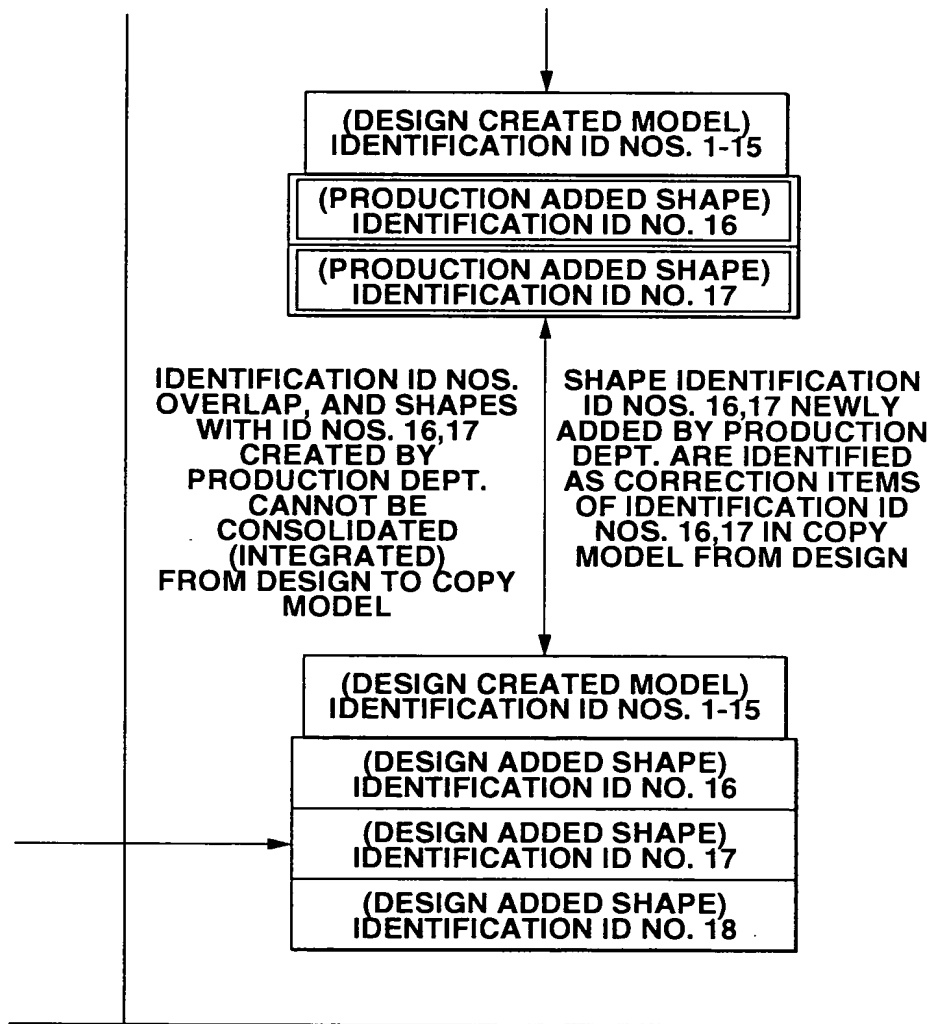 (DESIGN CREATED MODEL)
IDENTIFICATION ID NOS. 1-15
(PRODUCTION ADDED SHAPE)
IDENTIFICATION ID NO. 16
(PRODUCTION ADDED SHAPE)
IDENTIFICATION ID NO. 17
IDENTIFICATION ID NOS.
OVERLAP, AND SHAPES
WITH ID NOS. 16,17
CREATED BY
PRODUCTION DEPT.
CANNOT BE
CONSOLIDATED
(INTEGRATED)
FROM DESIGN TO COPY
MODEL
SHAPE IDENTIFICATION
ID NOS. 16,17 NEWLY
ADDED BY PRODUCTION
DEPT. ARE IDENTIFIED
AS CORRECTION ITEMS
OF IDENTIFICATION ID
NOS. 16,17 IN COPY
MODEL FROM DESIGN
(DESIGN CREATED MODEL)
IDENTIFICATION ID NOS. 1-15
(DESIGN ADDED SHAPE)
IDENTIFICATION ID NO. 16
(DESIGN ADDED SHAPE)
IDENTIFICATION ID NO. 17
(DESIGN ADDED SHAPE)
IDENTIFICATION ID NO. 18